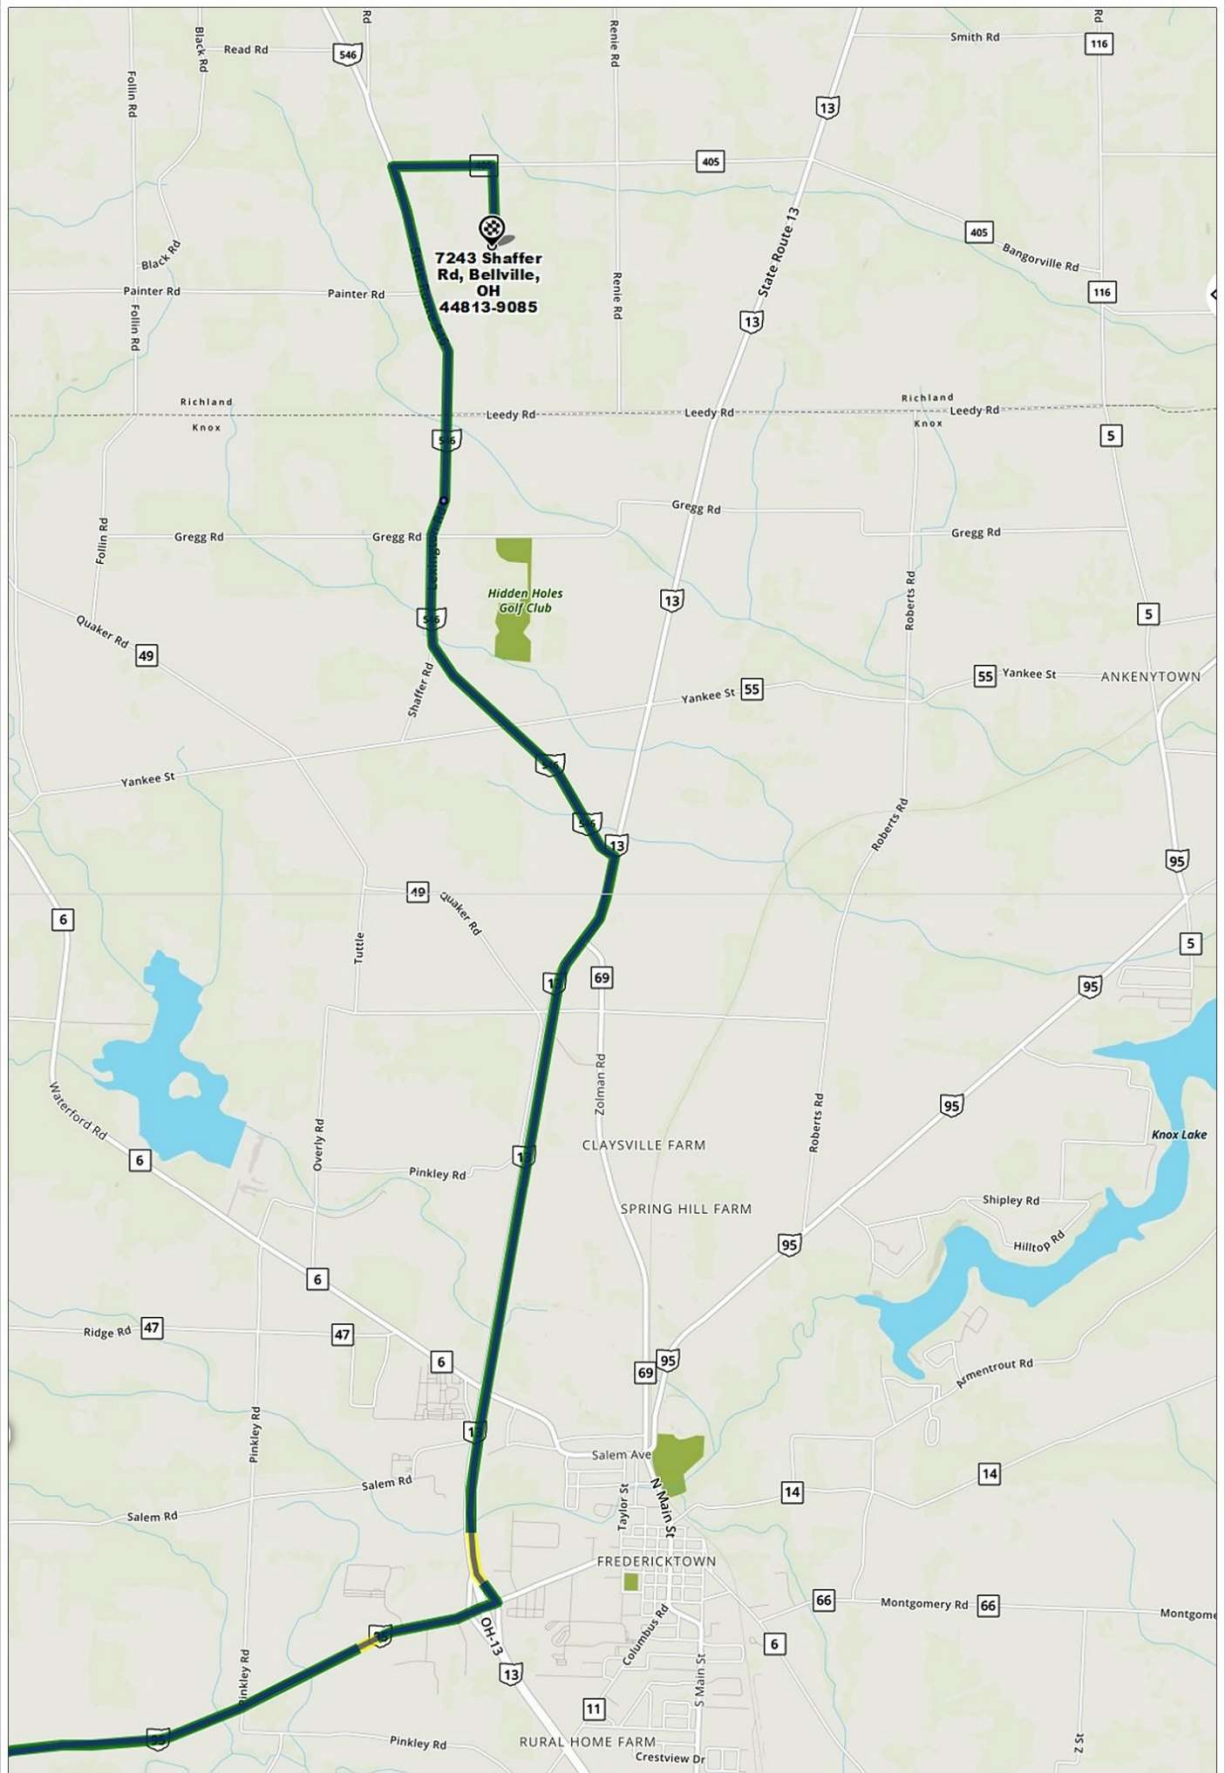 Rd
Rd
Smith Rd
116
Black Rd
Read Rd
546
Renie Rd
Follin Rd
13
405
405
State Route 13
405
Bangorville Rd
Black Rd
7243 Shaffer
Rd, Bellville,
OH
44813-9085
Painter Rd
Painter Rd
Renie Rd
116
Follin Rd
13
Richland
Knox
Leedy Rd
Leedy Rd
Richland
Knox
Leedy Rd
546
5
Gregg Rd
Follin Rd
Gregg Rd
Gregg Rd
Gregg Rd
Hidden Holes
Golf Club
13
Roberts Rd
5
546
Quaker Rd
49
Shaffer Rd
Yankee St
55
55
Yankee St
ANKENYTOWN
Yankee St
546
546
13
Roberts Rd
95
49
Quaker Rd
6
Tuttle
5
13
69
95
Zolman Rd
Waterford Rd
95
Roberts Rd
Knox Lake
Overly Rd
CLAYSVILLE FARM
6
13
Pinkley Rd
SPRING HILL FARM
Shipley Rd
Hilltop Rd
95
6
Ridge Rd
47
47
6
69
95
Armentrout Rd
Pinkley Rd
13
Salem Ave
Salem Rd
14
14
Salem Rd
Taylor St
N Main St
FREDERICKTOWN
66
Montgomery Rd
66
Montgome
95
OH-13
Columbus Rd
6
Pinkley Rd
13
S Main St
11
95
Pinkley Rd
RURAL HOME FARM
Crestview Dr
Z St